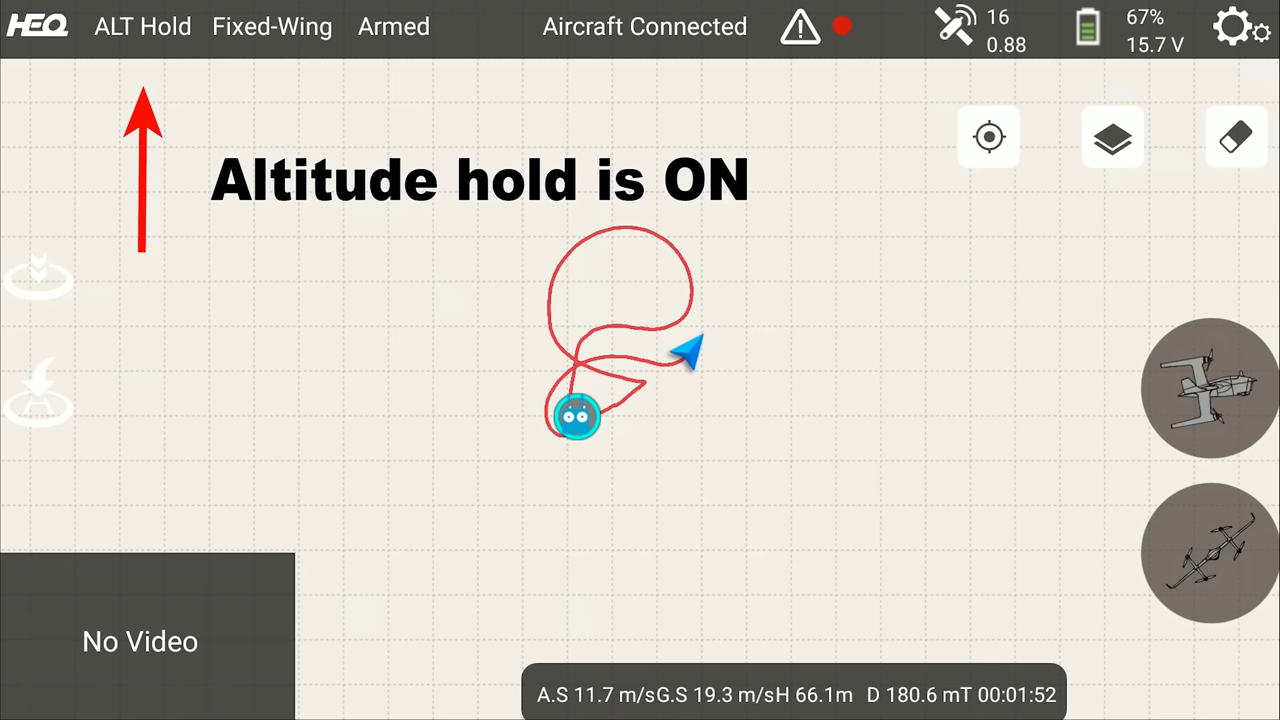 HEQ ALT Hold Fixed-Wing Armed Aircraft Connected 16 67%
0.88 15.7 V
Altitude hold is ON
No Video
A.S 11.7 m/sG.S 19.3 m/sH 66.1m D 180.6 mT 00:01:52